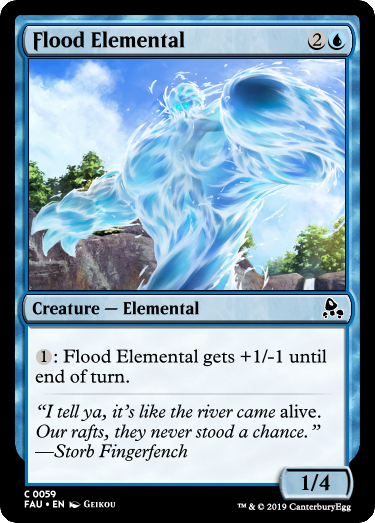 Flood Elemental 2
Creature — Elemental
1: Flood Elemental gets +1/-1 until
end of turn.
“I tell ya, it’s like the river came alive.
Our rafts, they never stood a chance.”
—Storb Fingerfench
1/4
C 0059
FAU • EN Geikou
™ & © 2019 CanterburyEgg